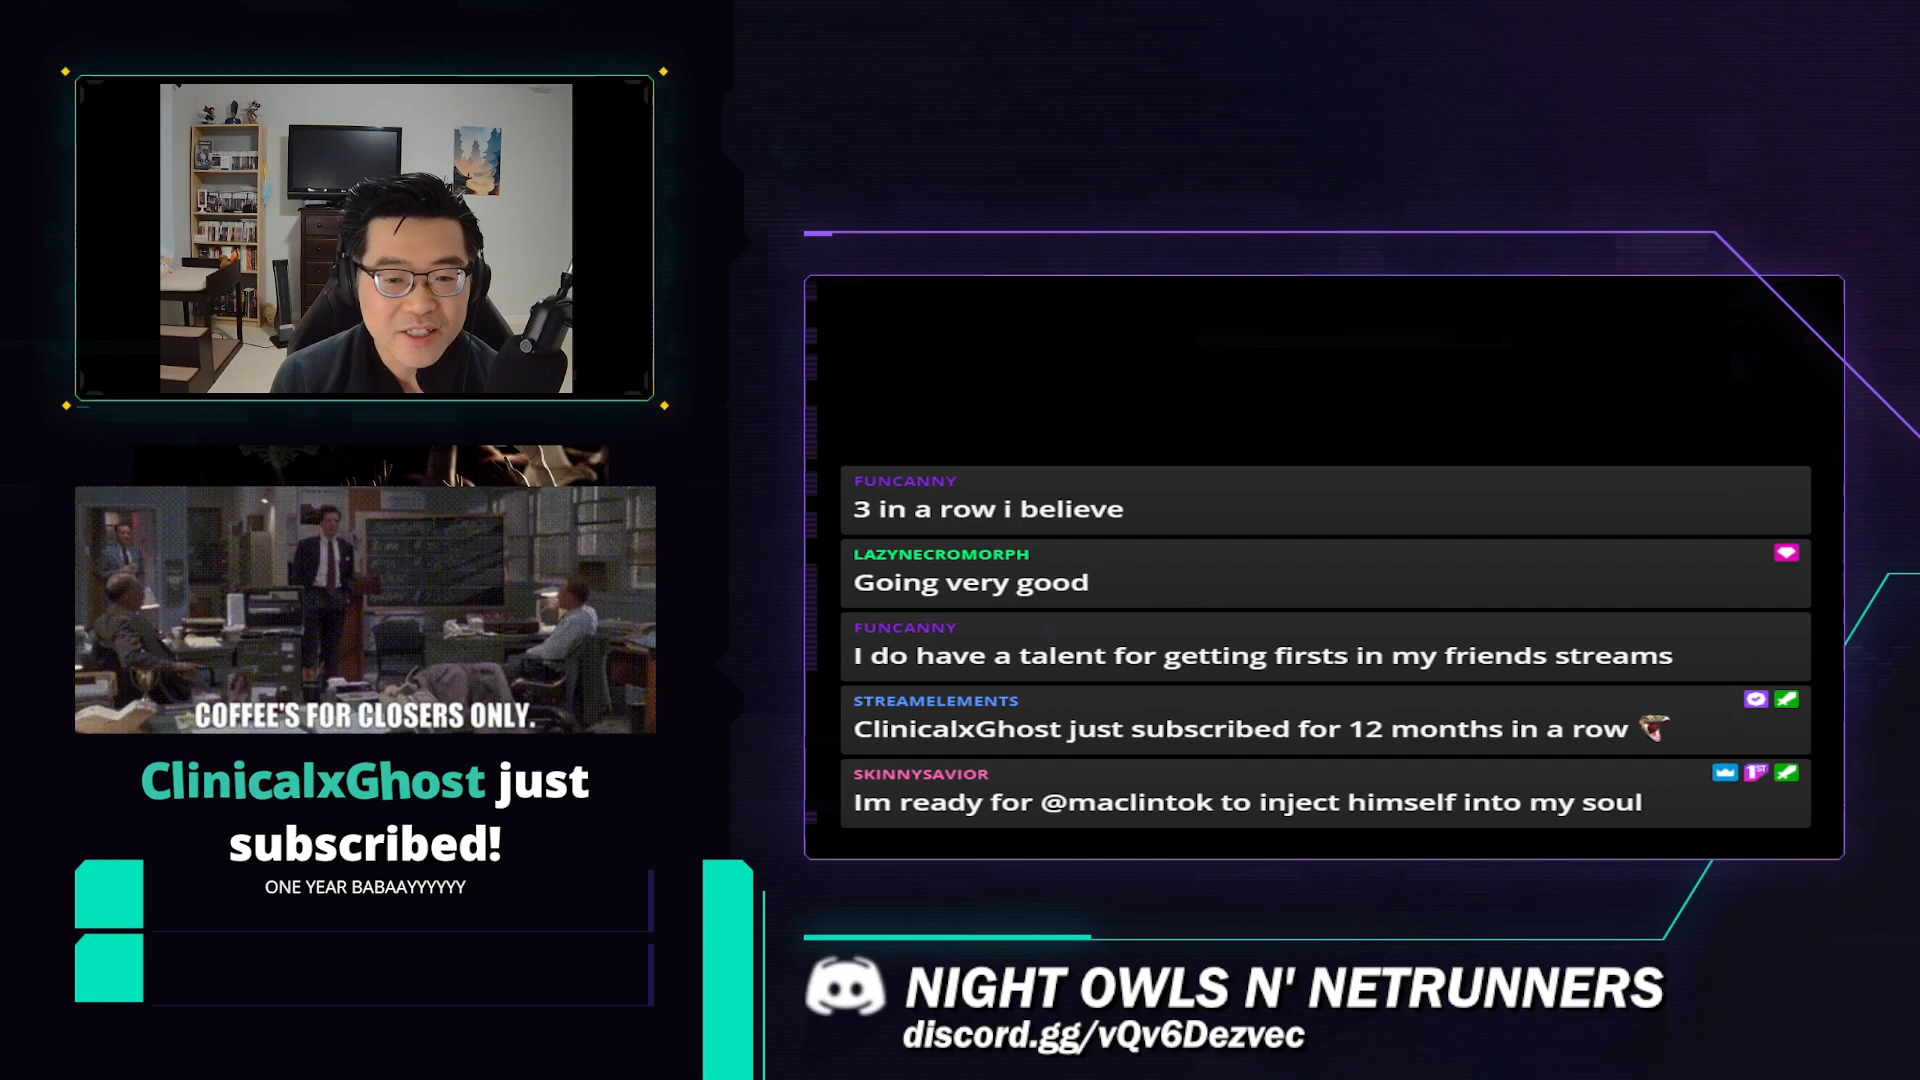 COFFEE'S FOR CLOSERS ONLY.
ClinicalxGhost just
subscribed!
ONE YEAR BABAAYYYYYY
FUNCANNY
3 in a row i believe
LAZYNECROMORPH
Going very good
FUNCANNY
I do have a talent for getting firsts in my friends streams
STREAMELEMENTS
ClinicalxGhost just subscribed for 12 months in a row
SKINNYSAVIOR
1ST
Im ready for @maclintok to inject himself into my soul
NIGHT OWLS N' NETRUNNERS
discord.gg/vQv6Dezvec